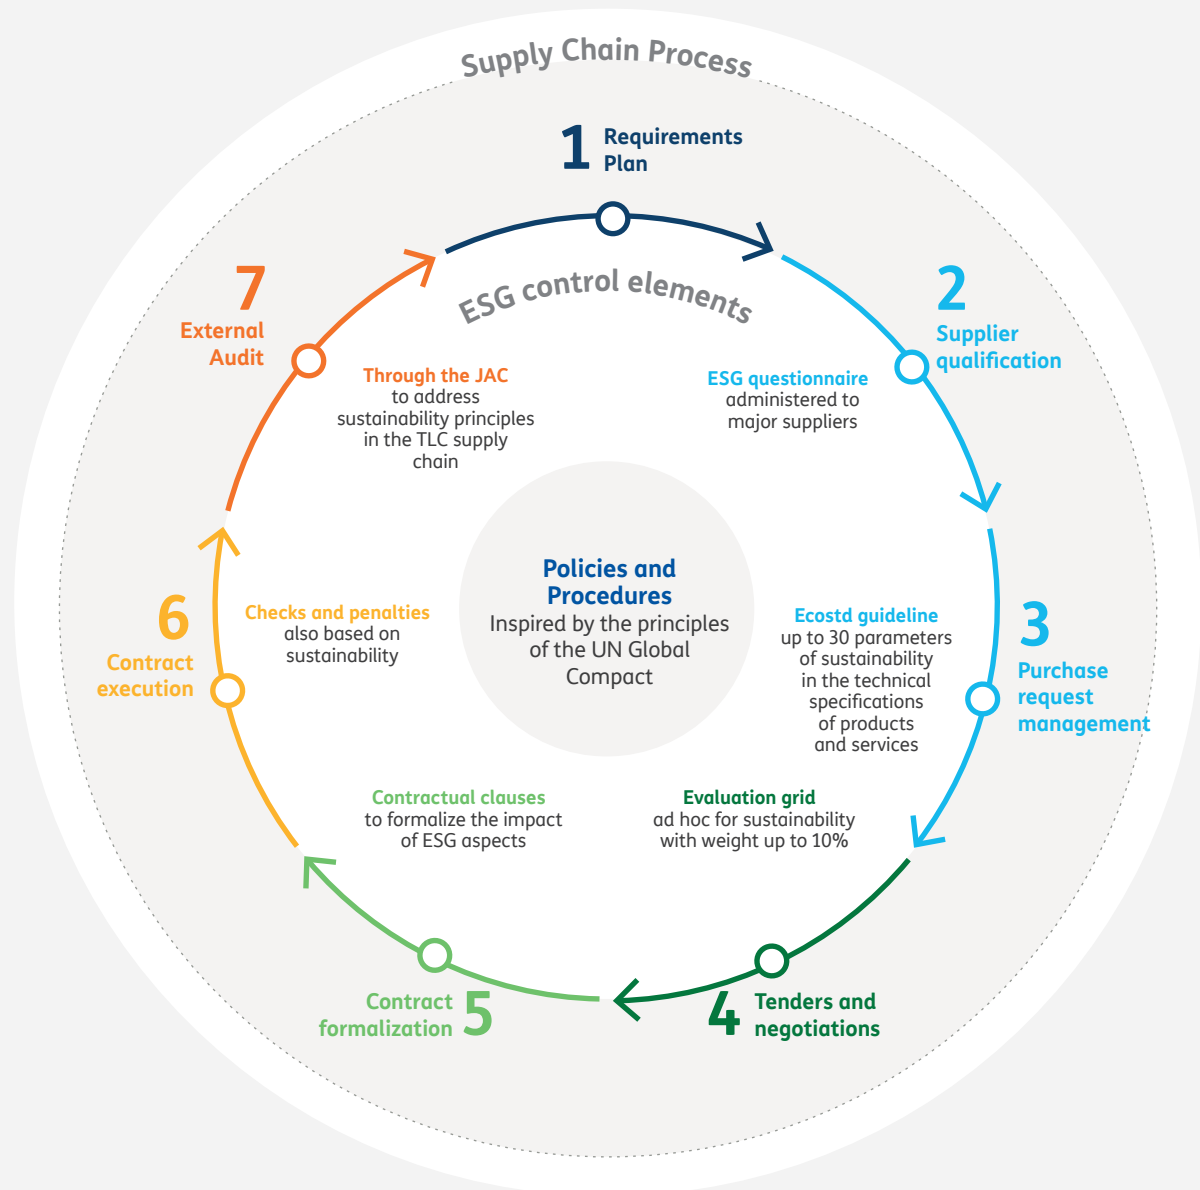 Supply Chain Process
1
Requirements
Plan
ESG control elements
2
Supplier
qualification
ESG questionnaire
administered to
major suppliers
3
Purchase
request
management
Ecostd guideline
up to 30 parameters
of sustainability
in the technical
specifications
of products
and services
4
Tenders and
negotiations
Evaluation grid
ad hoc for sustainability
with weight up to 10%
5
Contract
formalization
Contractual clauses
to formalize the impact
of ESG aspects
6
Contract
execution
Checks and penalties
also based on
sustainability
7
External
Audit
Through the JAC
to address
sustainability principles
in the TLC supply
chain
Policies and
Procedures
Inspired by the principles
of the UN Global
Compact